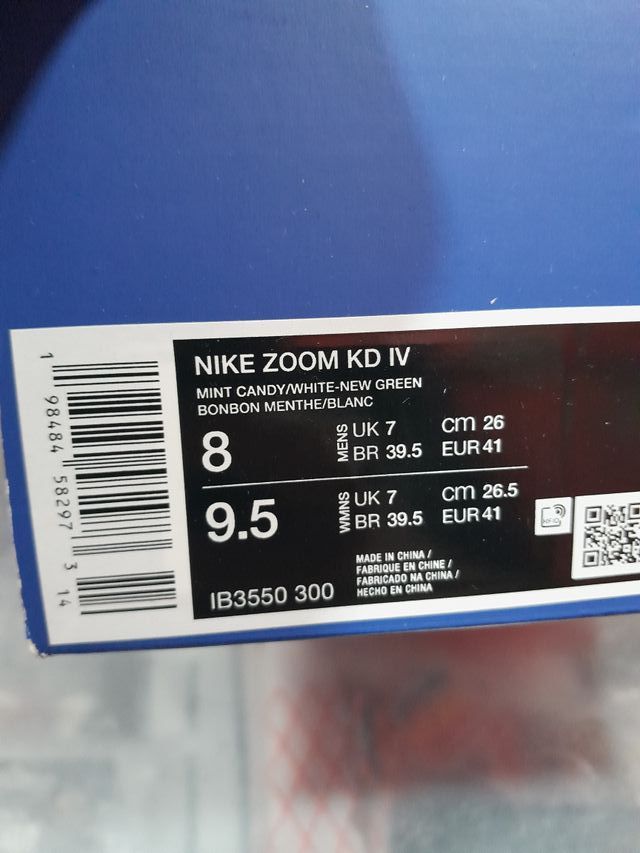 NIKE ZOOM KD IV
MINT CANDY/WHITE-NEW GREEN
BONBON MENTHE/BLANC
8
MENS
UK 7
cm 26
BR 39.5
EUR 41
9.5
WMNS
UK 7
cm 26.5
BR 39.5
EUR 41
IB3550 300
MADE IN CHINA /
FABRIQUE EN CHINE /
FABRICADO NA CHINA /
HECHO EN CHINA
1 98484 58297 3 14